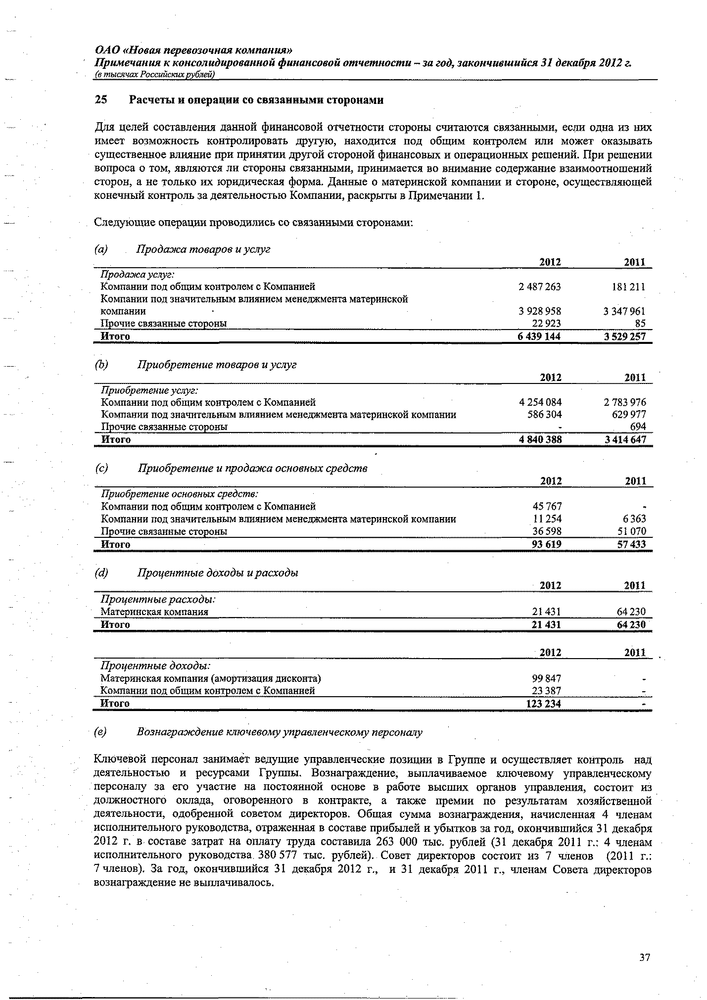 ОАО «Новая перевозочная компания»
Примечания к консолидированной финансовой отчетности – за год, закончившийся 31 декабря 2012 г.
(в тысячах Российских рублей)
25 Расчеты и операции со связанными сторонами
Для целей составления данной финансовой отчетности стороны считаются связанными, если одна из них
имеет возможность контролировать другую, находится под общим контролем или может оказывать
существенное влияние при принятии другой стороной финансовых и операционных решений. При решении
вопроса о том, являются ли стороны связанными, принимается во внимание содержание взаимоотношений
сторон, а не только их юридическая форма. Данные о материнской компании и стороне, осуществляющей
конечный контроль за деятельностью Компании, раскрыты в Примечании 1.
Следующие операции проводились со связанными сторонами:
(a) Продажа товаров и услуг
2012 2011
Продажа услуг:
Компании под общим контролем с Компанией 2 487 263 181 211
Компании под значительным влиянием менеджмента материнской
компании 3 928 958 3 347 961
Прочие связанные стороны 22 923 85
Итого 6 439 144 3 529 257
(b) Приобретение товаров и услуг
2012 2011
Приобретение услуг:
Компании под общим контролем с Компанией 4 254 084 2 783 976
Компании под значительным влиянием менеджмента материнской компании 586 304 629 977
Прочие связанные стороны - 694
Итого 4 840 388 3 414 647
(c) Приобретение и продажа основных средств
2012 2011
Приобретение основных средств:
Компании под общим контролем с Компанией 45 767 -
Компании под значительным влиянием менеджмента материнской компании 11 254 6 363
Прочие связанные стороны 36 598 51 070
Итого 93 619 57 433
(d) Процентные доходы и расходы
2012 2011
Процентные расходы:
Материнская компания 21 431 64 230
Итого 21 431 64 230
2012 2011
Процентные доходы:
Материнская компания (амортизация дисконта) 99 847 -
Компании под общим контролем с Компанией 23 387 -
Итого 123 234 -
(e) Вознаграждение ключевому управленческому персоналу
Ключевой персонал занимает ведущие управленческие позиции в Группе и осуществляет контроль над
деятельностью и ресурсами Группы. Вознаграждение, выплачиваемое ключевому управленческому
персоналу за его участие на постоянной основе в работе высших органов управления, состоит из
должностного оклада, оговоренного в контракте, а также премии по результатам хозяйственной
деятельности, одобренной советом директоров. Общая сумма вознаграждения, начисленная 4 членам
исполнительного руководства, отраженная в составе прибылей и убытков за год, окончившийся 31 декабря
2012 г. в составе затрат на оплату труда составила 263 000 тыс. рублей (31 декабря 2011 г.: 4 членам
исполнительного руководства 380 577 тыс. рублей). Совет директоров состоит из 7 членов (2011 г.:
7 членов). За год, окончившийся 31 декабря 2012 г., и 31 декабря 2011 г., членам Совета директоров
вознаграждение не выплачивалось.
37